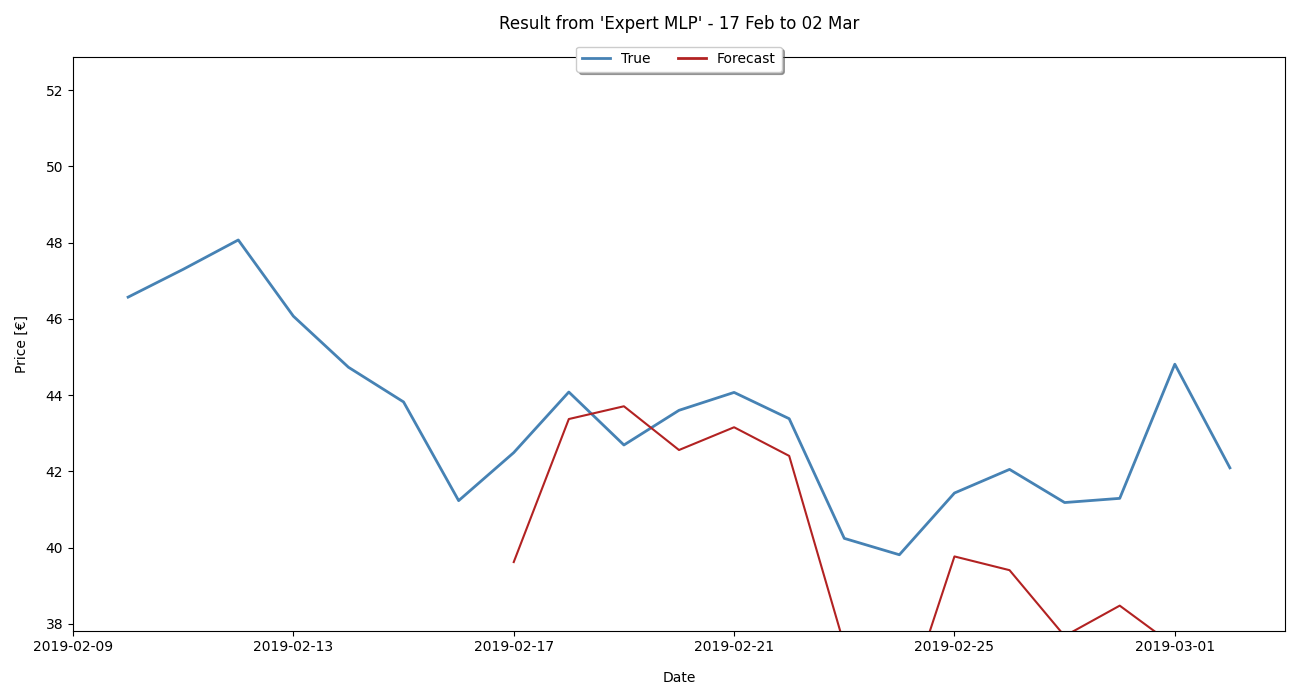 Result from 'Expert MLP' - 17 Feb to 02 Mar
True Forecast
52
50
48
46
44
42
40
38
Price [€]
2019-02-09 2019-02-13 2019-02-17 2019-02-21 2019-02-25 2019-03-01
Date